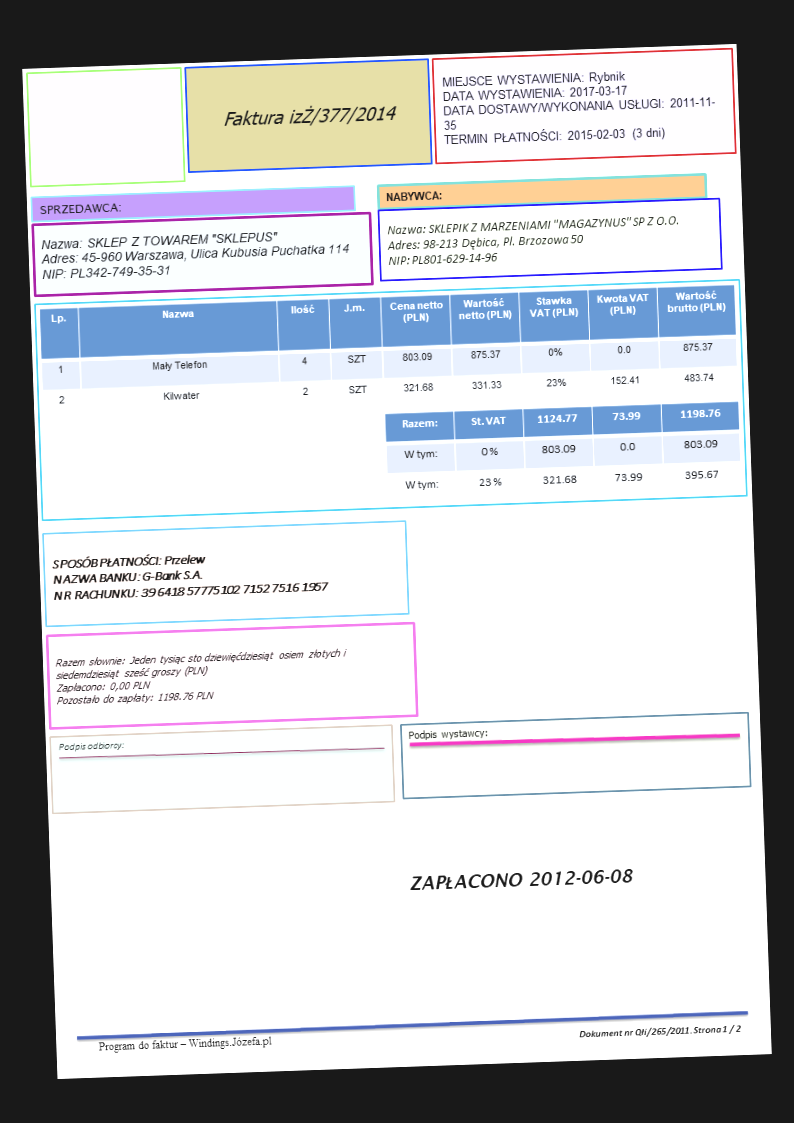 Faktura izŻ/377/2014
MIEJSCE WYSTAWIENIA: Rybnik
DATA WYSTAWIENIA: 2017-03-17
DATA DOSTAWY/WYKONANIA USŁUGI: 2011-11-
35
TERMIN PŁATNOŚCI: 2015-02-03 (3 dni)
SPRZEDAWCA:
Nazwa: SKLEP Z TOWAREM "SKLEPUS"
Adres: 45-960 Warszawa, Ulica Kubusia Puchatka 114
NIP: PL342-749-35-31
NABYWCA:
Nazwa: SKLEPIK Z MARZENIAMI "MAGAZYNUS" SP Z O.O.
Adres: 98-213 Dębica, Pl. Brzozowa 50
NIP: PL801-629-14-96
Lp. Nazwa Ilość J.m. Cena netto (PLN) Wartość netto (PLN) Stawka VAT (PLN) Kwota VAT (PLN) Wartość brutto (PLN)
1 Mały Telefon 4 SZT 803.09 875.37 0% 0.0 875.37
2 Kilwater 2 SZT 321.68 331.33 23% 152.41 483.74
Razem: St. VAT 1124.77 73.99 1198.76
W tym: 0 % 803.09 0.0 803.09
W tym: 23 % 321.68 73.99 395.67
SPOSÓB PŁATNOŚCI: Przelew
NAZWA BANKU: G-Bank S.A.
NR RACHUNKU: 39 6418 5777 5102 7152 7516 1957
Razem słownie: Jeden tysiąc sto dziewięćdziesiąt osiem złotych i
siedemdziesiąt sześć groszy (PLN)
Zapłacono: 0,00 PLN
Pozostało do zapłaty: 1198.76 PLN
Podpis odbiorcy:
Podpis wystawcy:
ZAPŁACONO 2012-06-08
Program do faktur – Windings.Józefa.pl
Dokument nr Qłi/265/2011. Strona 1 / 2